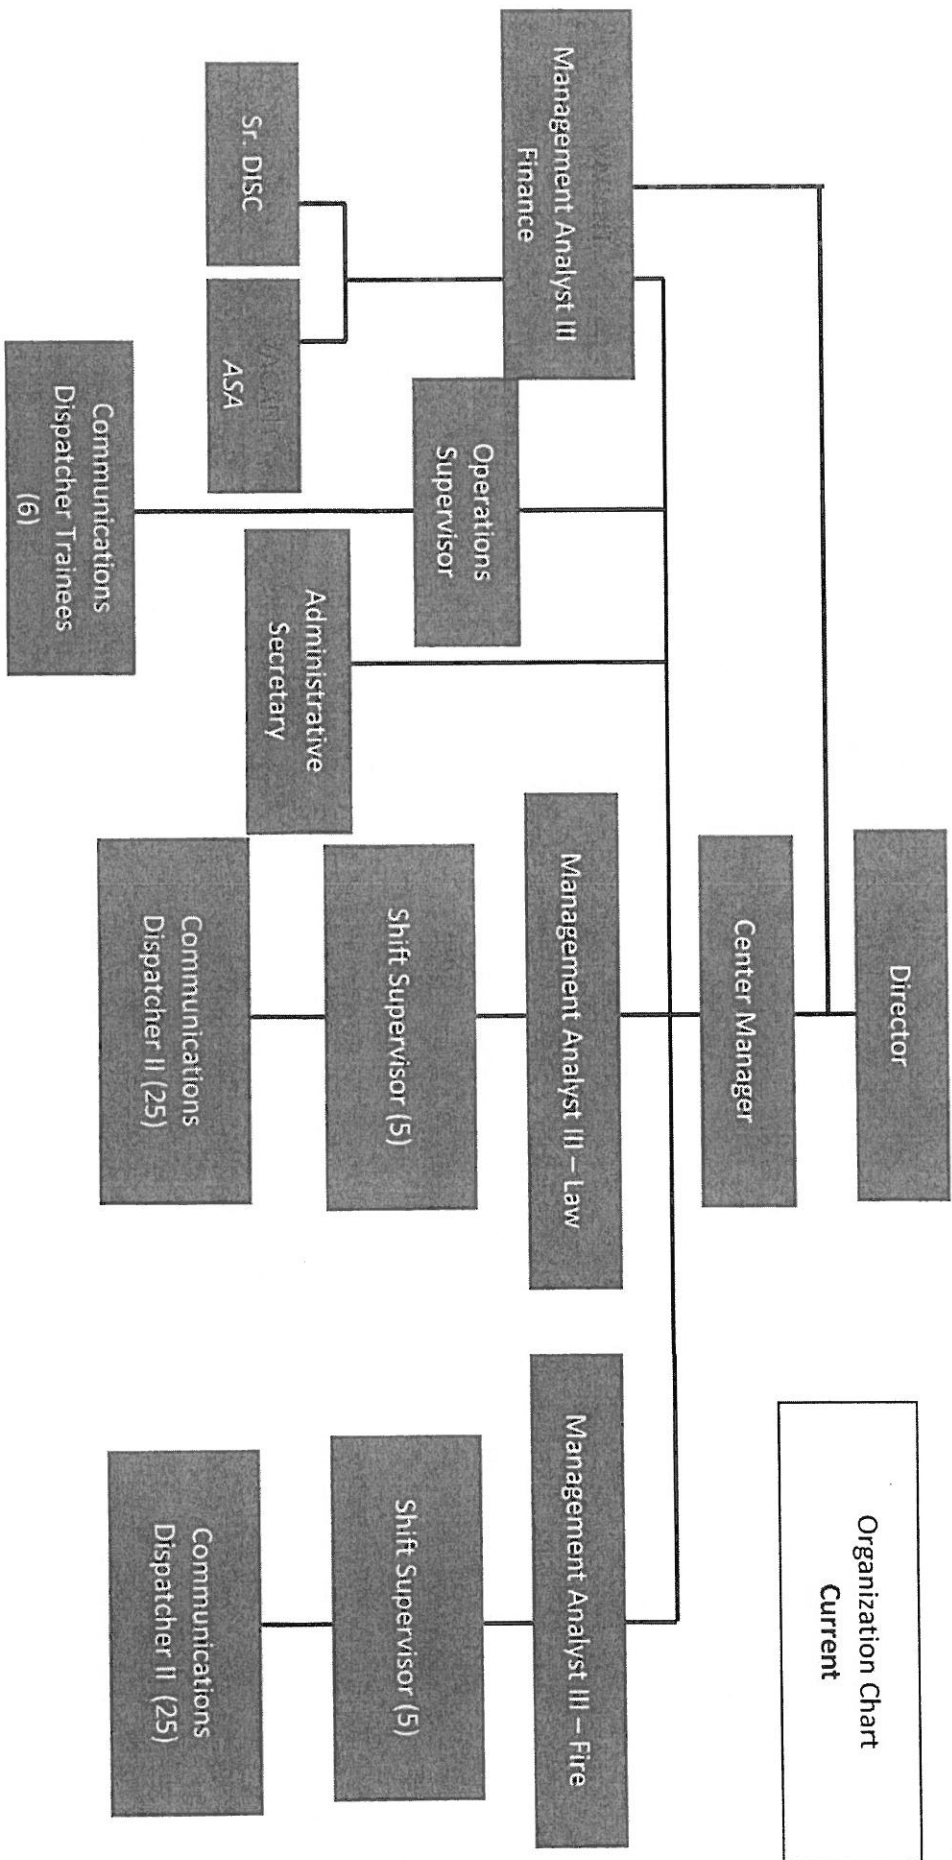 Organization Chart
Current
Director
Center Manager
Management Analyst III
Finance
Operations
Supervisor
Administrative
Secretary
Management Analyst III – Law
Management Analyst III – Fire
Sr. DISC
VACANT
ASA
Communications
Dispatcher Trainees
(6)
Shift Supervisor (5)
Communications
Dispatcher II (25)
Shift Supervisor (5)
Communications
Dispatcher II (25)